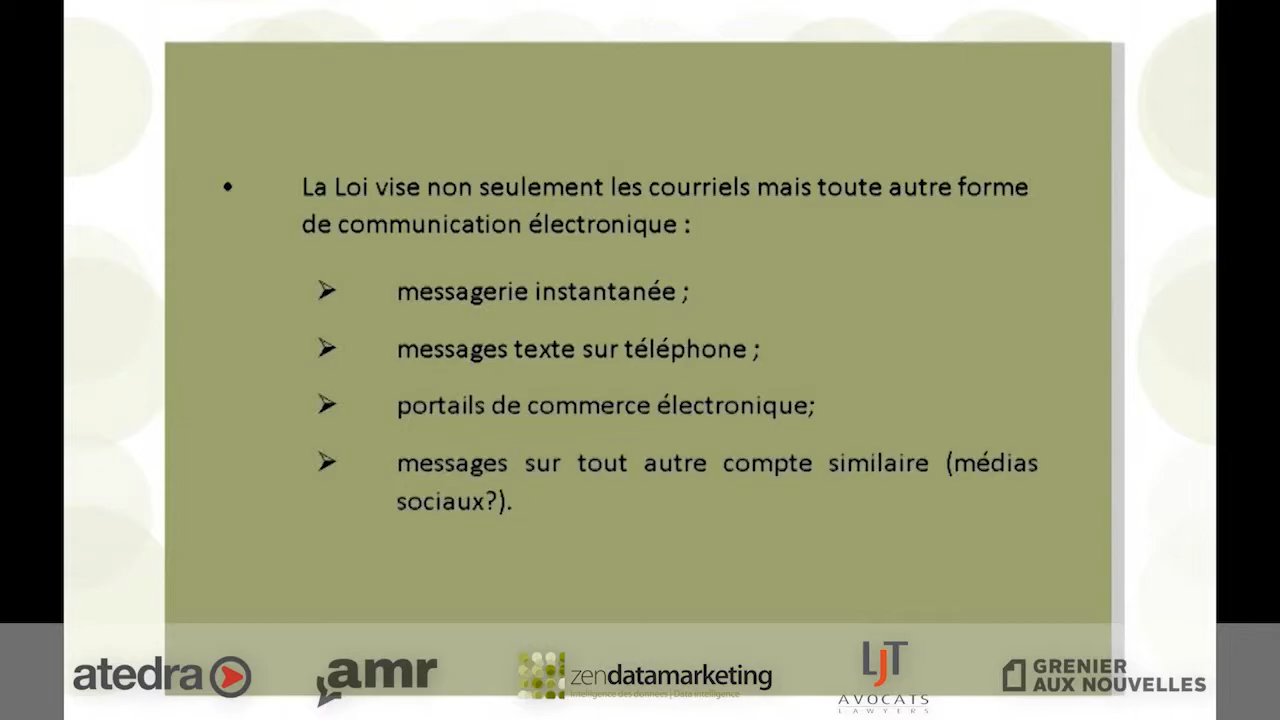 • La Loi vise non seulement les courriels mais toute autre forme
de communication électronique :
➢ messagerie instantanée ;
➢ messages texte sur téléphone ;
➢ portails de commerce électronique;
➢ messages sur tout autre compte similaire (médias
sociaux?).
atedra
amr
zendatamarketing
Intelligence des données | Data intelligence
LJT
AVOCATS
LAWYERS
GRENIER
AUX NOUVELLES